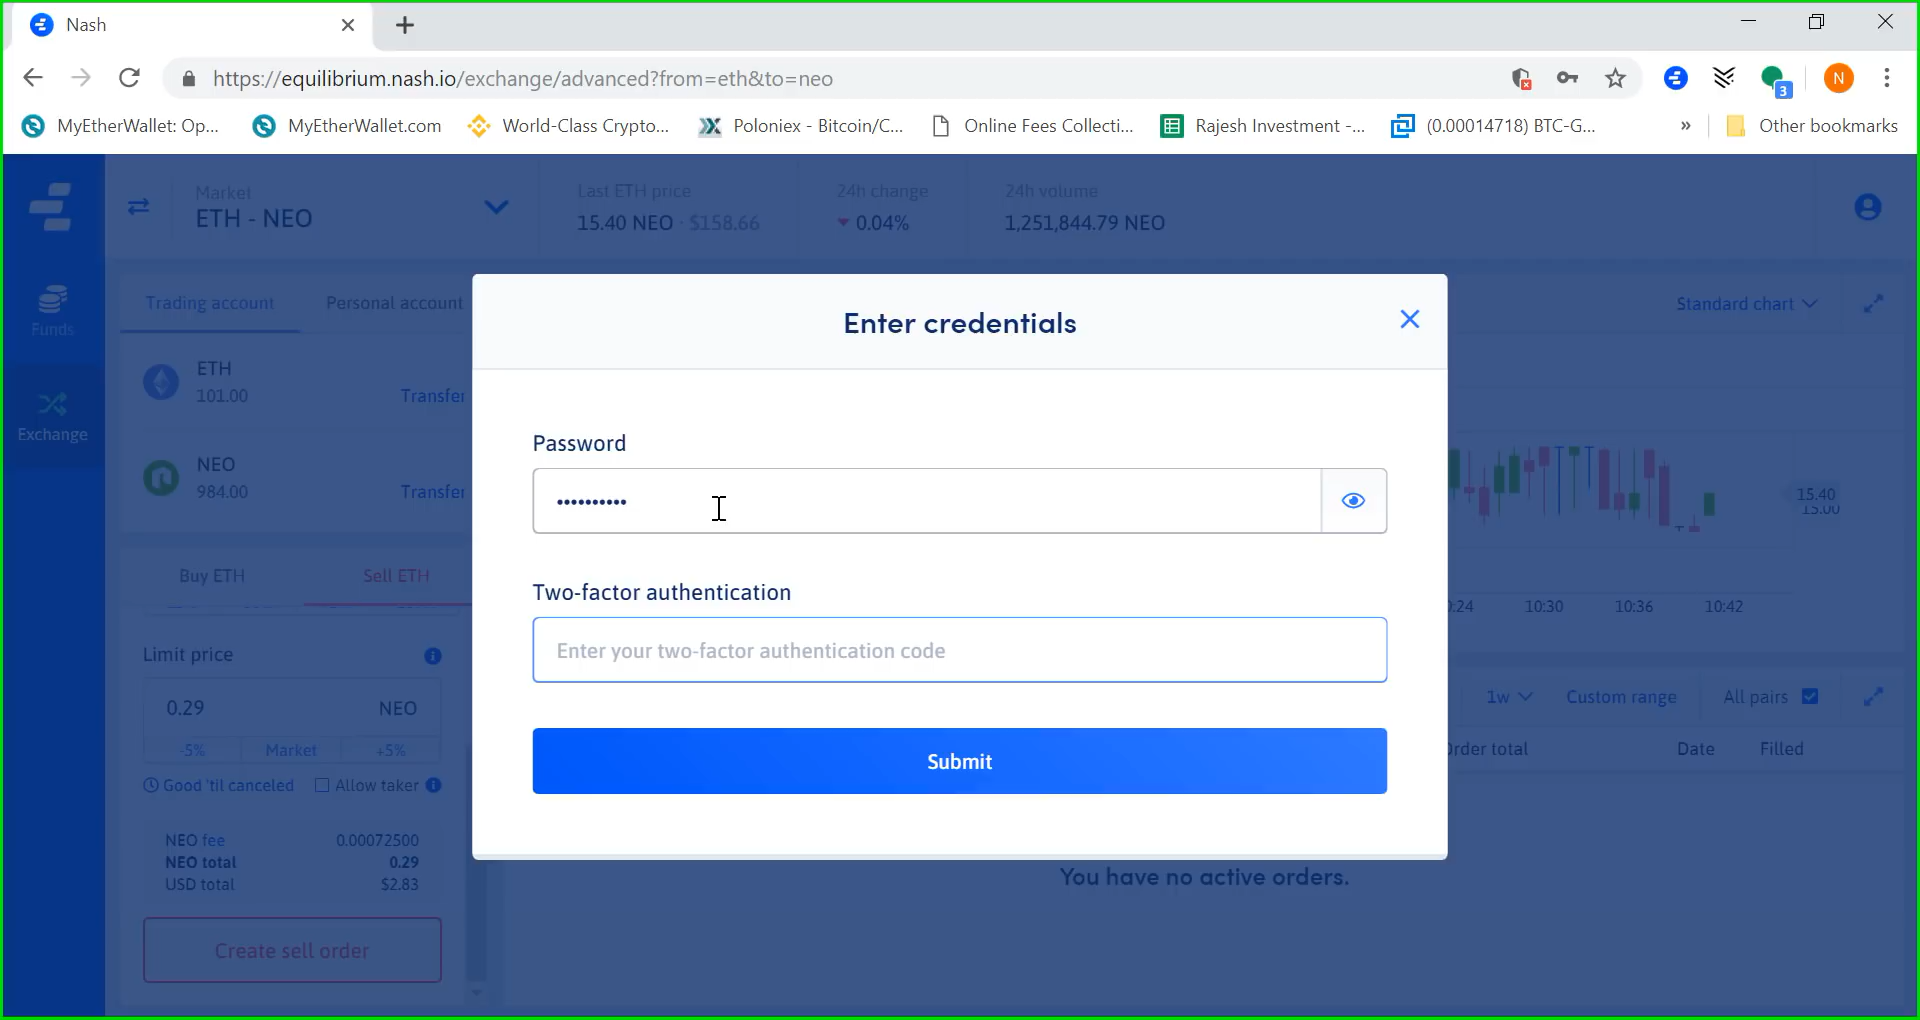 Nash
https://equilibrium.nash.io/exchange/advanced?from=eth&to=neo
3
N
MyEtherWallet: Op...
MyEtherWallet.com
World-Class Crypto...
Poloniex - Bitcoin/C...
Online Fees Collecti...
Rajesh Investment -...
(0.00014718) BTC-G...
»
Other bookmarks
Market
ETH - NEO
Last ETH price
15.40 NEO · $158.66
24h change
0.04%
24h volume
1,251,844.79 NEO
Funds
Exchange
Trading account
Personal account
Standard chart
ETH
101.00
Transfer
NEO
984.00
Transfer
Buy ETH
Sell ETH
Limit price
0.29 NEO
-5% Market +5%
Good 'til canceled
Allow taker
NEO fee 0.00072500
NEO total 0.29
USD total $2.83
Create sell order
Enter credentials
Password
••••••••••
Two-factor authentication
Enter your two-factor authentication code
Submit
15.40
15.00
10:30 10:36 10:42
1w
Custom range
All pairs
Date
Filled
You have no active orders.